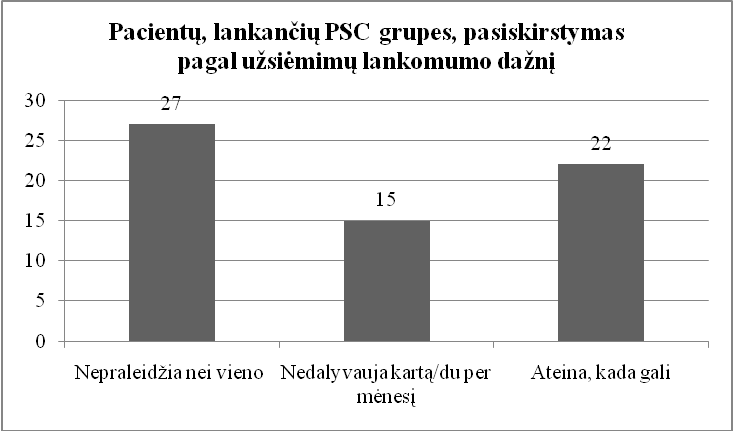 Pacientų, lankančių PSC grupes, pasiskirstymas
pagal užsiėmimų lankomumo dažnį
30
25
20
15
10
5
0
27
15
22
Nepraleidžia nei vieno
Nedalyvauja kartą/du per
mėnesį
Ateina, kada gali